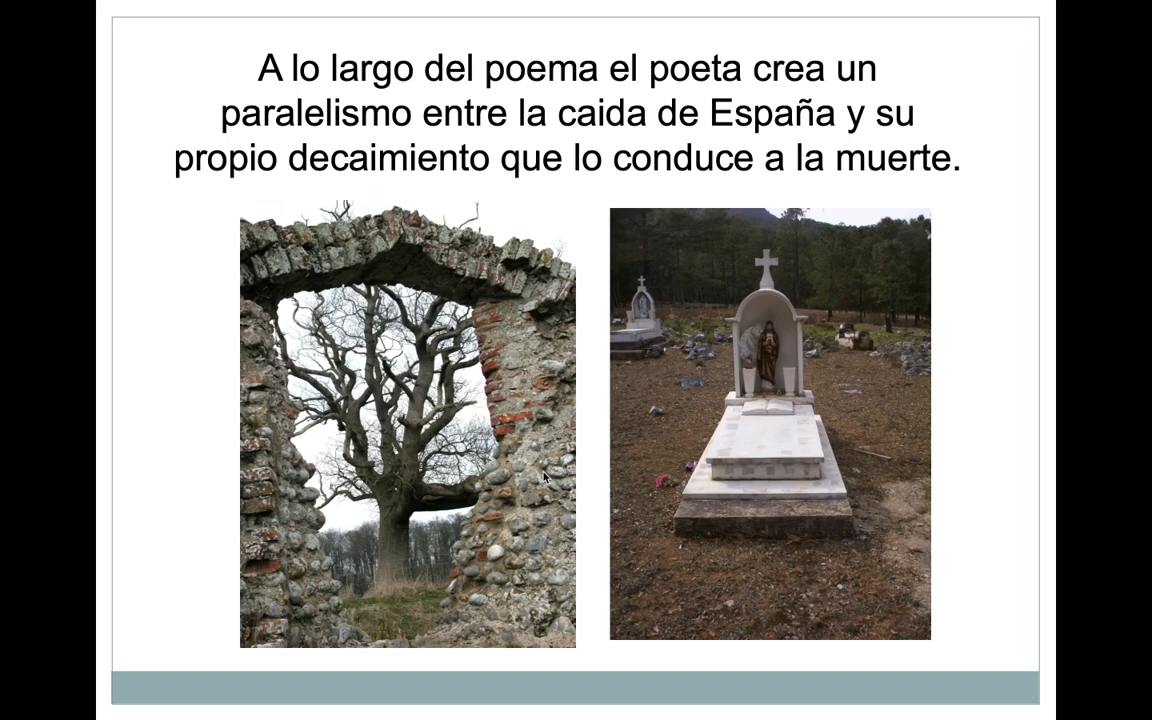 A lo largo del poema el poeta crea un
paralelismo entre la caida de España y su
propio decaimiento que lo conduce a la muerte.